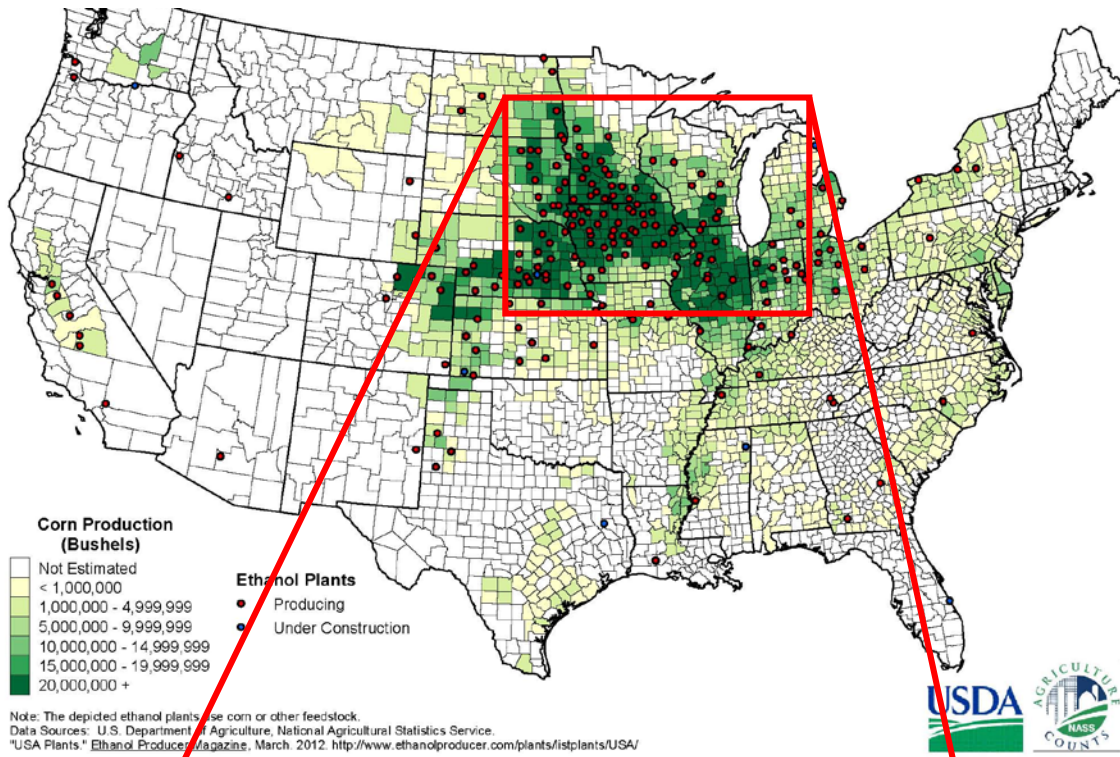 Corn Production
(Bushels)
Not Estimated
< 1,000,000
1,000,000 - 4,999,999
5,000,000 - 9,999,999
10,000,000 - 14,999,999
15,000,000 - 19,999,999
20,000,000 +
Ethanol Plants
Producing
Under Construction
Note: The depicted ethanol plants use corn or other feedstock.
Data Sources: U.S. Department of Agriculture, National Agricultural Statistics Service.
"USA Plants." Ethanol Producer Magazine, March. 2012. http://www.ethanolproducer.com/plants/listplants/USA/
USDA
AGRICULTURE
NASS
COUNTS